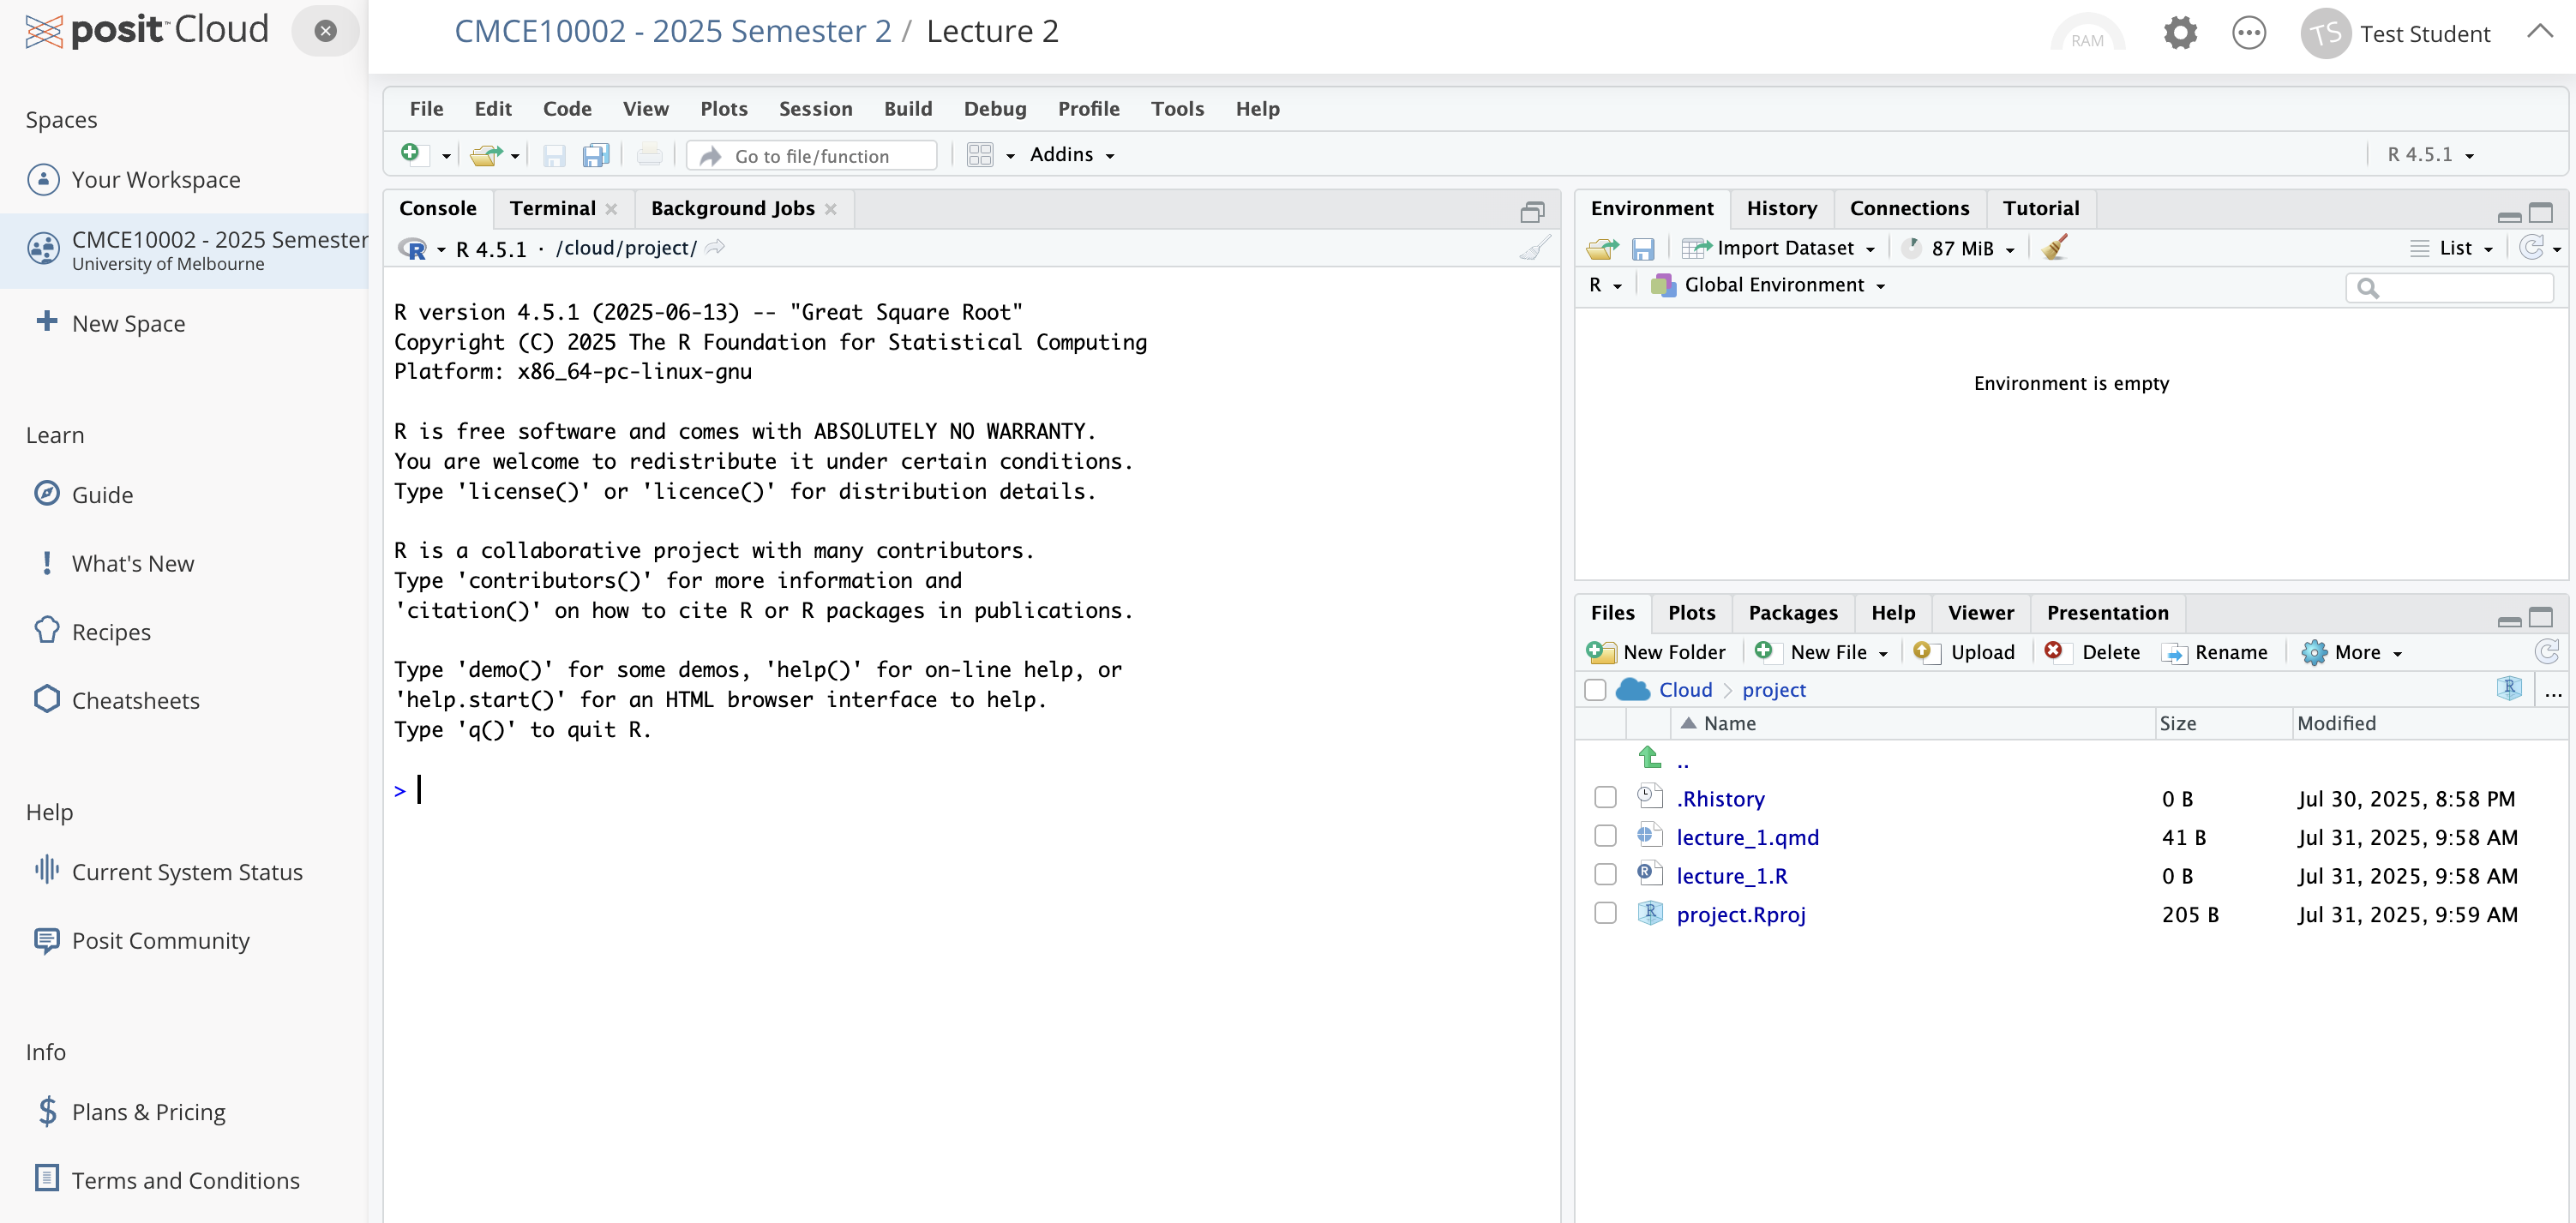 posit Cloud
CMCE10002 - 2025 Semester 2 / Lecture 2
RAM
TS
Test Student
Spaces
Your Workspace
CMCE10002 - 2025 Semester
University of Melbourne
New Space
Learn
Guide
What's New
Recipes
Cheatsheets
Help
Current System Status
Posit Community
Info
Plans & Pricing
Terms and Conditions
File Edit Code View Plots Session Build Debug Profile Tools Help
Go to file/function
Addins
R 4.5.1
Console Terminal Background Jobs
R 4.5.1 · /cloud/project/
R version 4.5.1 (2025-06-13) -- "Great Square Root"
Copyright (C) 2025 The R Foundation for Statistical Computing
Platform: x86_64-pc-linux-gnu
R is free software and comes with ABSOLUTELY NO WARRANTY.
You are welcome to redistribute it under certain conditions.
Type 'license()' or 'licence()' for distribution details.
R is a collaborative project with many contributors.
Type 'contributors()' for more information and
'citation()' on how to cite R or R packages in publications.
Type 'demo()' for some demos, 'help()' for on-line help, or
'help.start()' for an HTML browser interface to help.
Type 'q()' to quit R.
>
Environment History Connections Tutorial
Import Dataset 87 MiB List
R Global Environment
Environment is empty
Files Plots Packages Help Viewer Presentation
New Folder New File Upload Delete Rename More
Cloud > project R ...
Name Size Modified
..
.Rhistory 0 B Jul 30, 2025, 8:58 PM
lecture_1.qmd 41 B Jul 31, 2025, 9:58 AM
lecture_1.R 0 B Jul 31, 2025, 9:58 AM
project.Rproj 205 B Jul 31, 2025, 9:59 AM